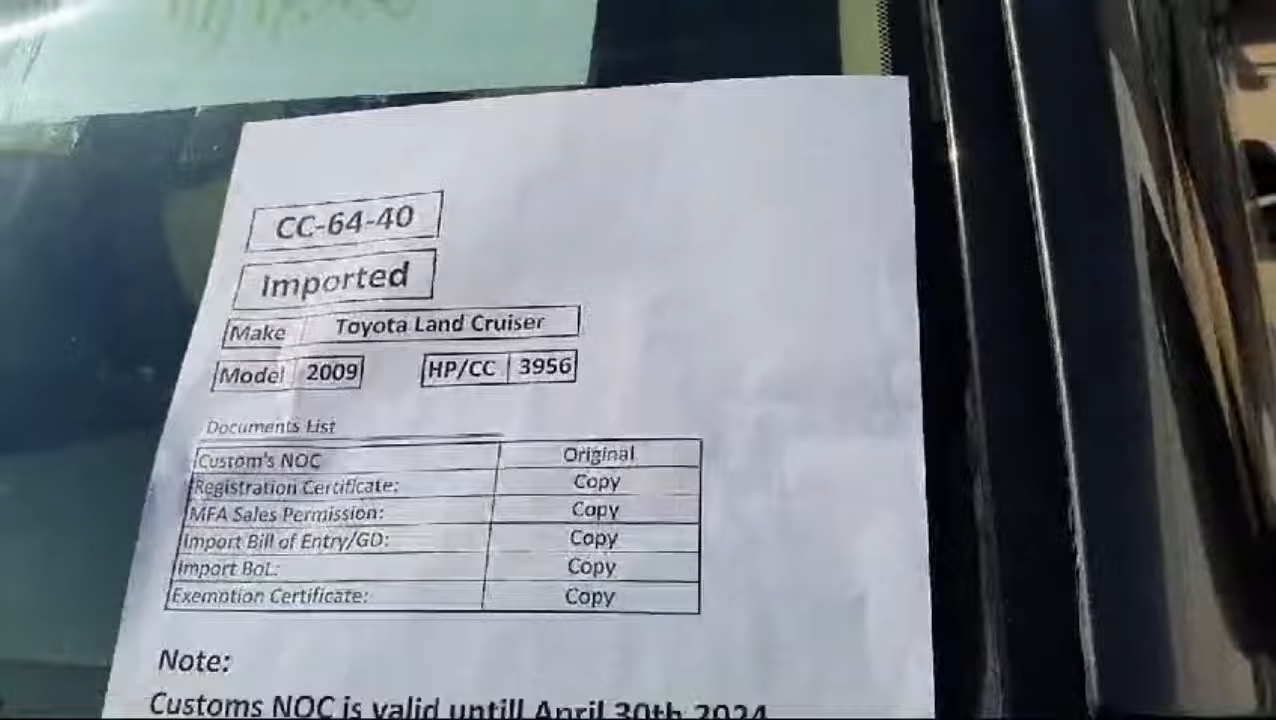 CC-64-40
Imported
Make Toyota Land Cruiser
Model 2009 HP/CC 3956
Documents List
Custom's NOC Original
Registration Certificate: Copy
MFA Sales Permission: Copy
Import Bill of Entry/GD: Copy
Import BoL: Copy
Exemption Certificate: Copy
Note:
Customs NOC is valid untill April 30th 2024